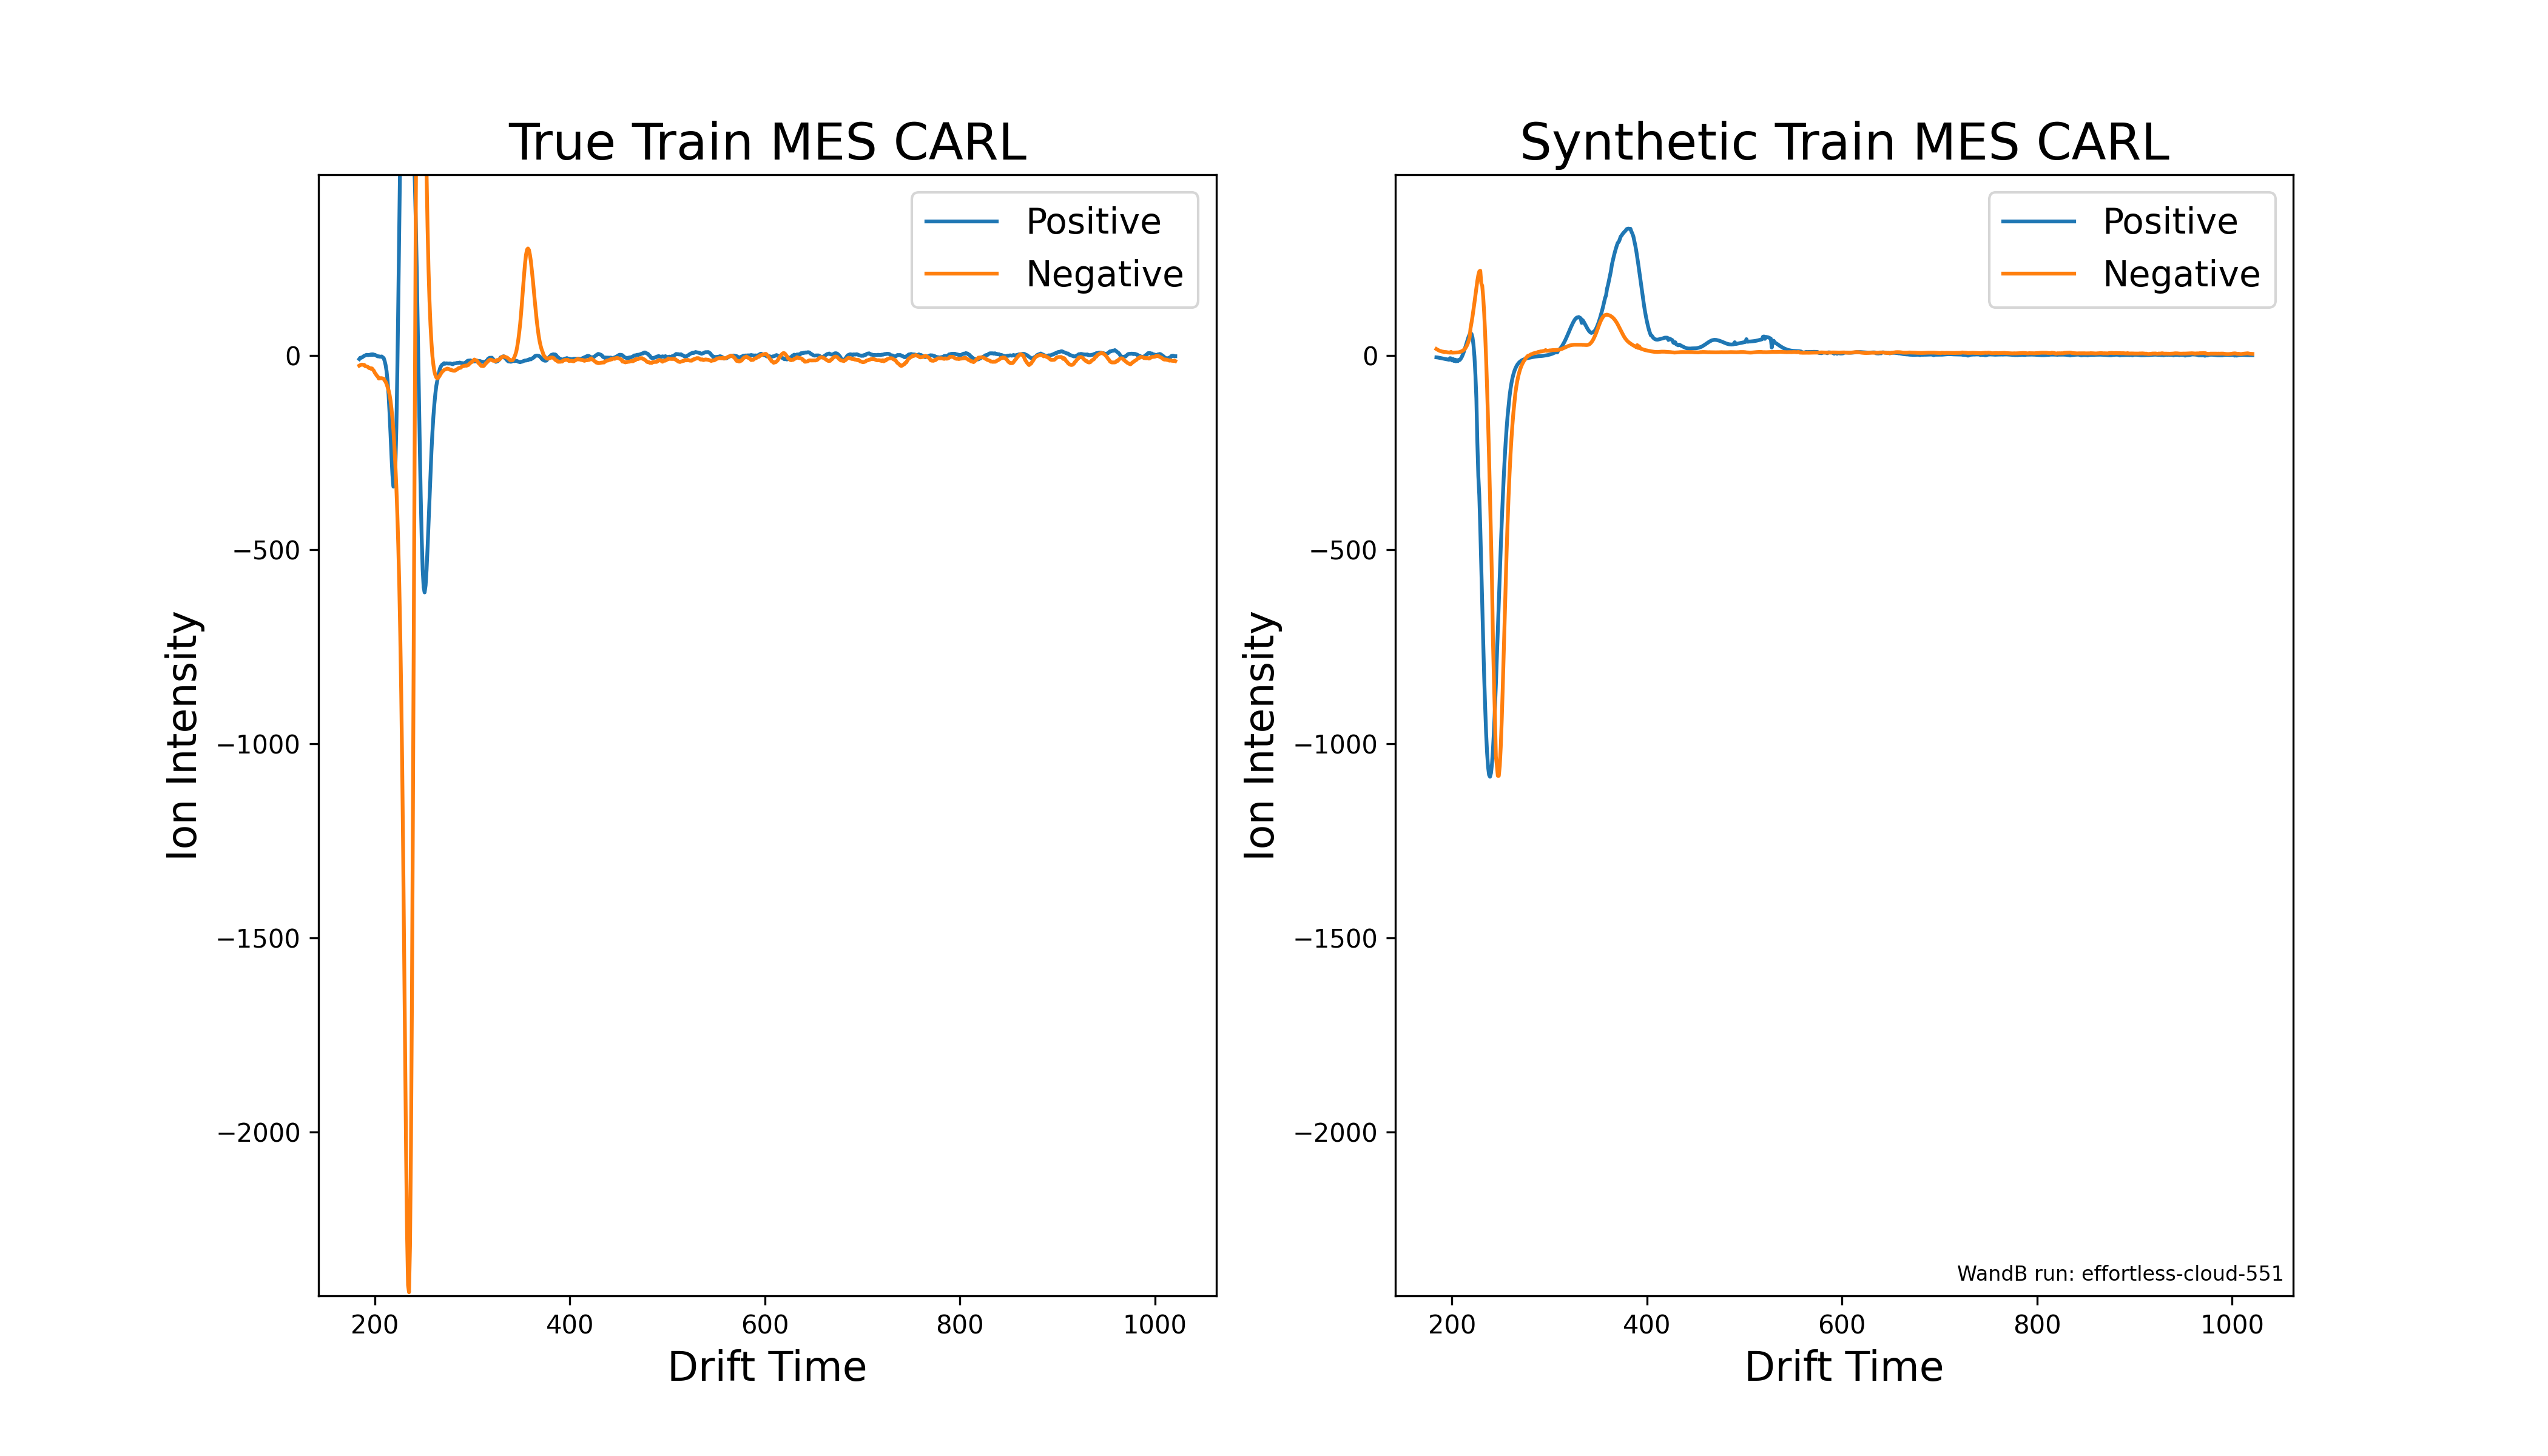 True Train MES CARL
Positive
Negative
0
−500
−1000
−1500
−2000
Ion Intensity
200 400 600 800 1000
Drift Time
Synthetic Train MES CARL
Positive
Negative
0
−500
−1000
−1500
−2000
Ion Intensity
WandB run: effortless-cloud-551
200 400 600 800 1000
Drift Time